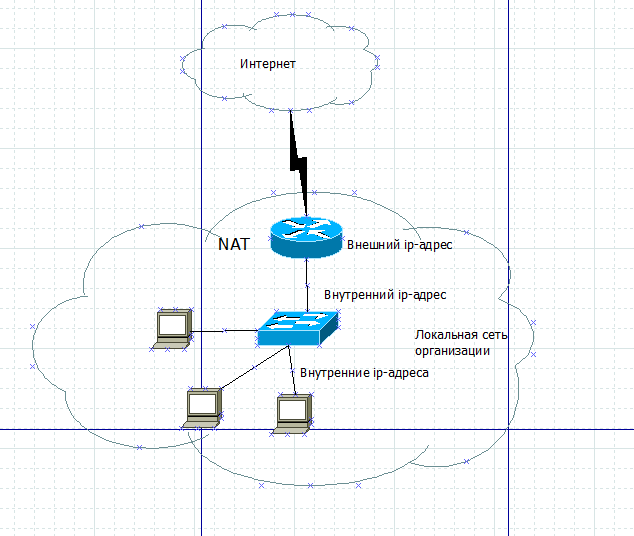 Интернет
NAT
Внешний ip-адрес
Внутренний ip-адрес
Локальная сеть
организации
Внутренние ip-адреса